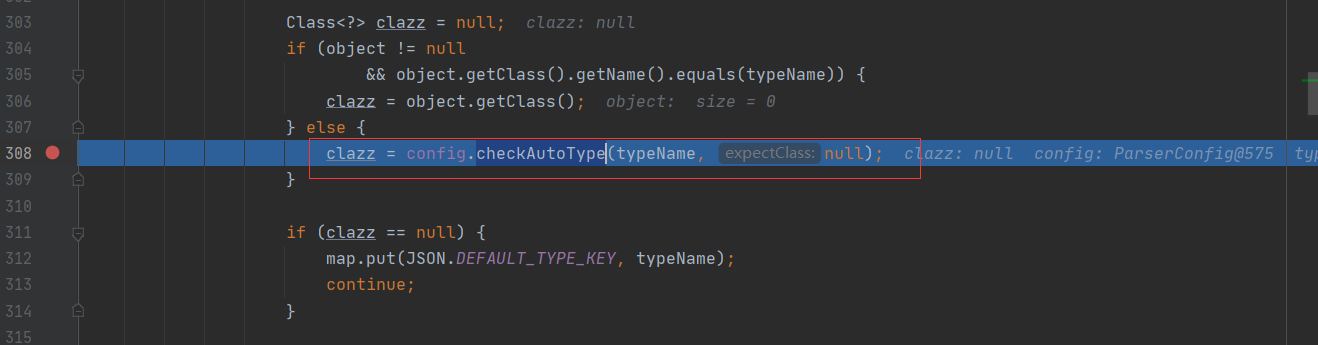 303 Class<?> clazz = null; clazz: null
304 if (object != null
305 && object.getClass().getName().equals(typeName)) {
306 clazz = object.getClass(); object: size = 0
307 } else {
308 clazz = config.checkAutoType(typeName, expectClass: null); clazz: null config: ParserConfig@575 typ
309 }
310
311 if (clazz == null) {
312 map.put(JSON.DEFAULT_TYPE_KEY, typeName);
313 continue;
314 }
315